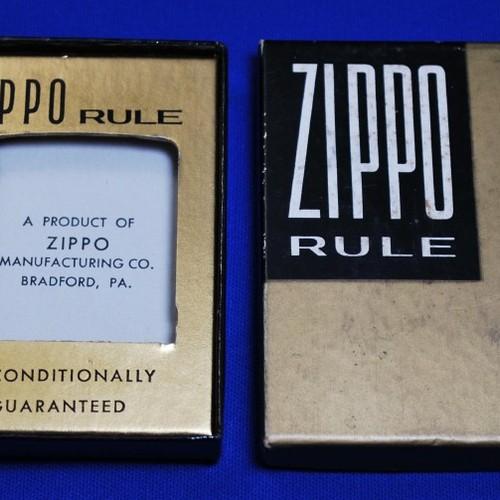 PPO RULE
A PRODUCT OF
ZIPPO
MANUFACTURING CO.
BRADFORD, PA.
CONDITIONALLY
GUARANTEED
ZIPPO
RULE